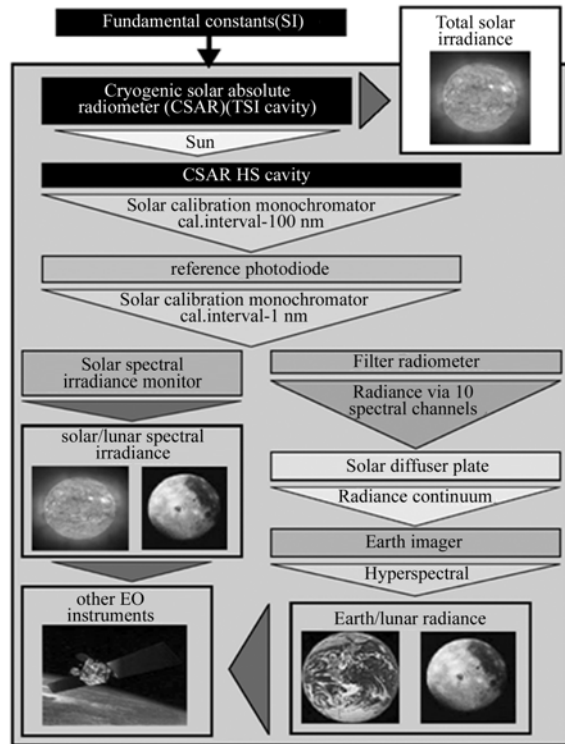 Fundamental constants(SI)
Total solar
irradiance
Cryogenic solar absolute
radiometer (CSAR)(TSI cavity)
Sun
CSAR HS cavity
Solar calibration monochromator
cal.interval-100 nm
reference photodiode
Solar calibration monochromator
cal.interval-1 nm
Solar spectral
irradiance monitor
solar/lunar spectral
irradiance
Filter radiometer
Radiance via 10
spectral channels
Solar diffuser plate
Radiance continuum
Earth imager
Hyperspectral
Earth/lunar radiance
other EO
instruments